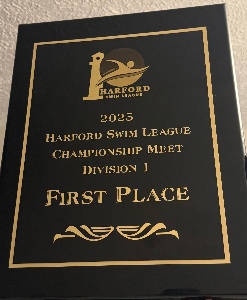 HARFORD
SWIM LEAGUE
2025
HARFORD SWIM LEAGUE
CHAMPIONSHIP MEET
DIVISION 1
FIRST PLACE